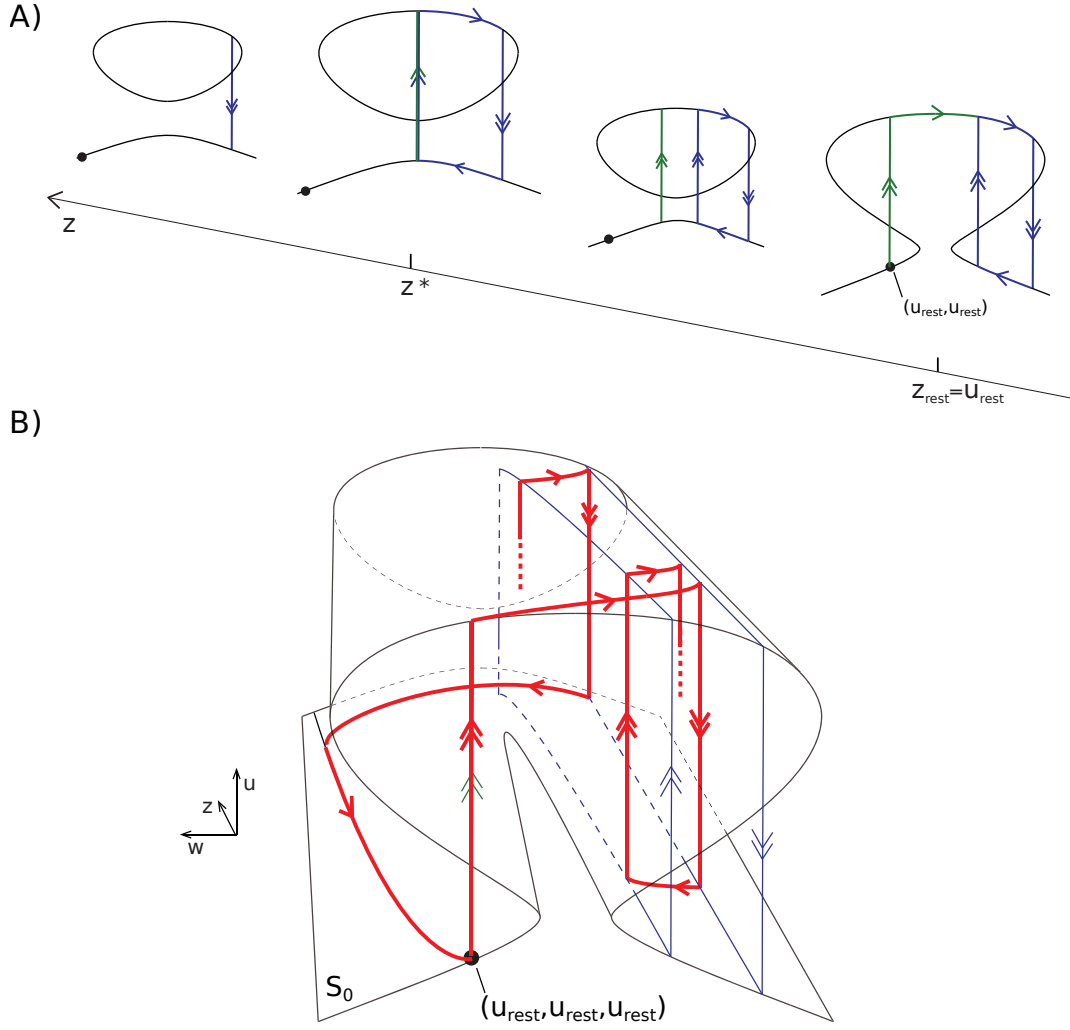 A)
z
z*
(u_rest,u_rest)
z_rest=u_rest
B)
u
z
w
S_0
(u_rest,u_rest,u_rest)